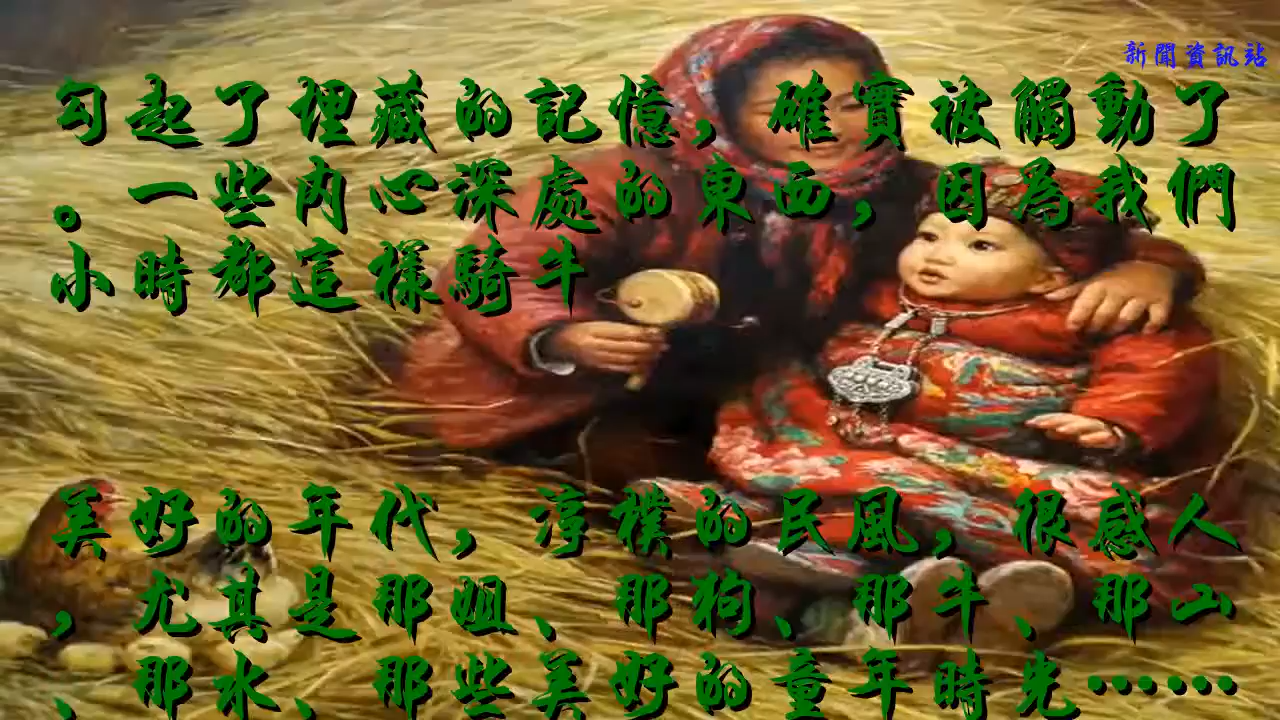 新聞資訊站
勾起了埋藏的記憶，確實被觸動了
。一些內心深處的東西，因為我們
小時都這樣騎牛
美好的年代，淳樸的民風，很感人
，尤其是那姐、那狗、那牛、那山
、那水、那些美好的童年時光……